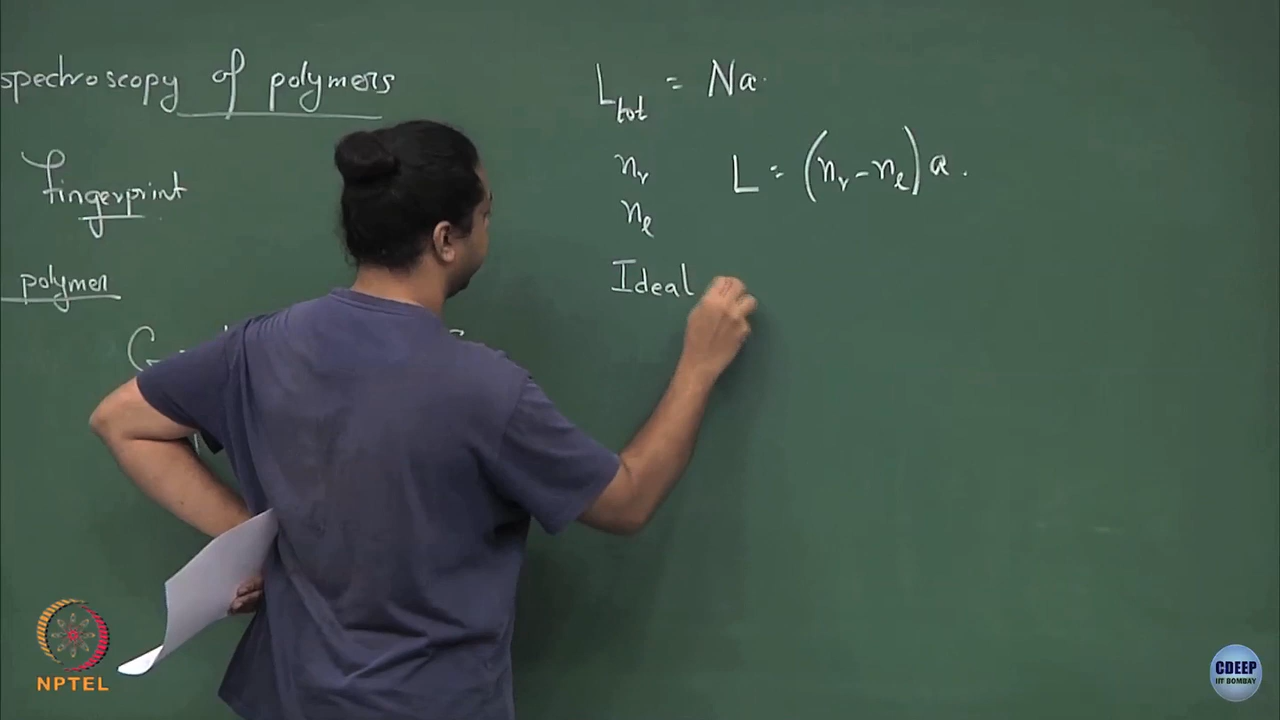 spectroscopy of polymers
fingerprint
polymer
L_tot = Na.
n_r
L = (n_r - n_l) a.
n_l
Ideal
NPTEL
CDEEP
IIT BOMBAY